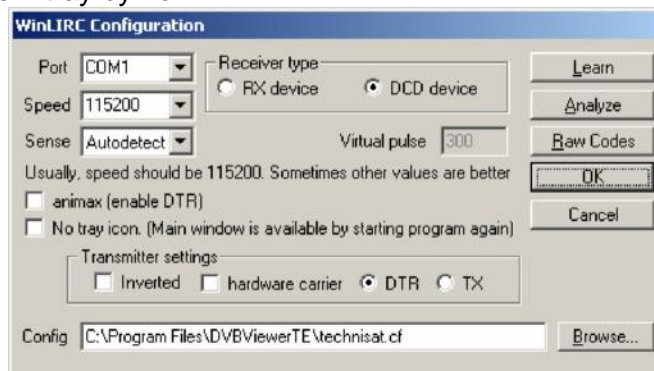 WinLIRC Configuration
Port COM1
Receiver type
RX device DCD device
Learn
Speed 115200
Analyze
Sense Autodetect
Virtual pulse 300
Raw Codes
Usually, speed should be 115200. Sometimes other values are better
OK
animax (enable DTR)
Cancel
No tray icon. (Main window is available by starting program again)
Transmitter settings
Inverted hardware carrier DTR TX
Config C:\Program Files\DVBViewerTE\technisat.cf
Browse...